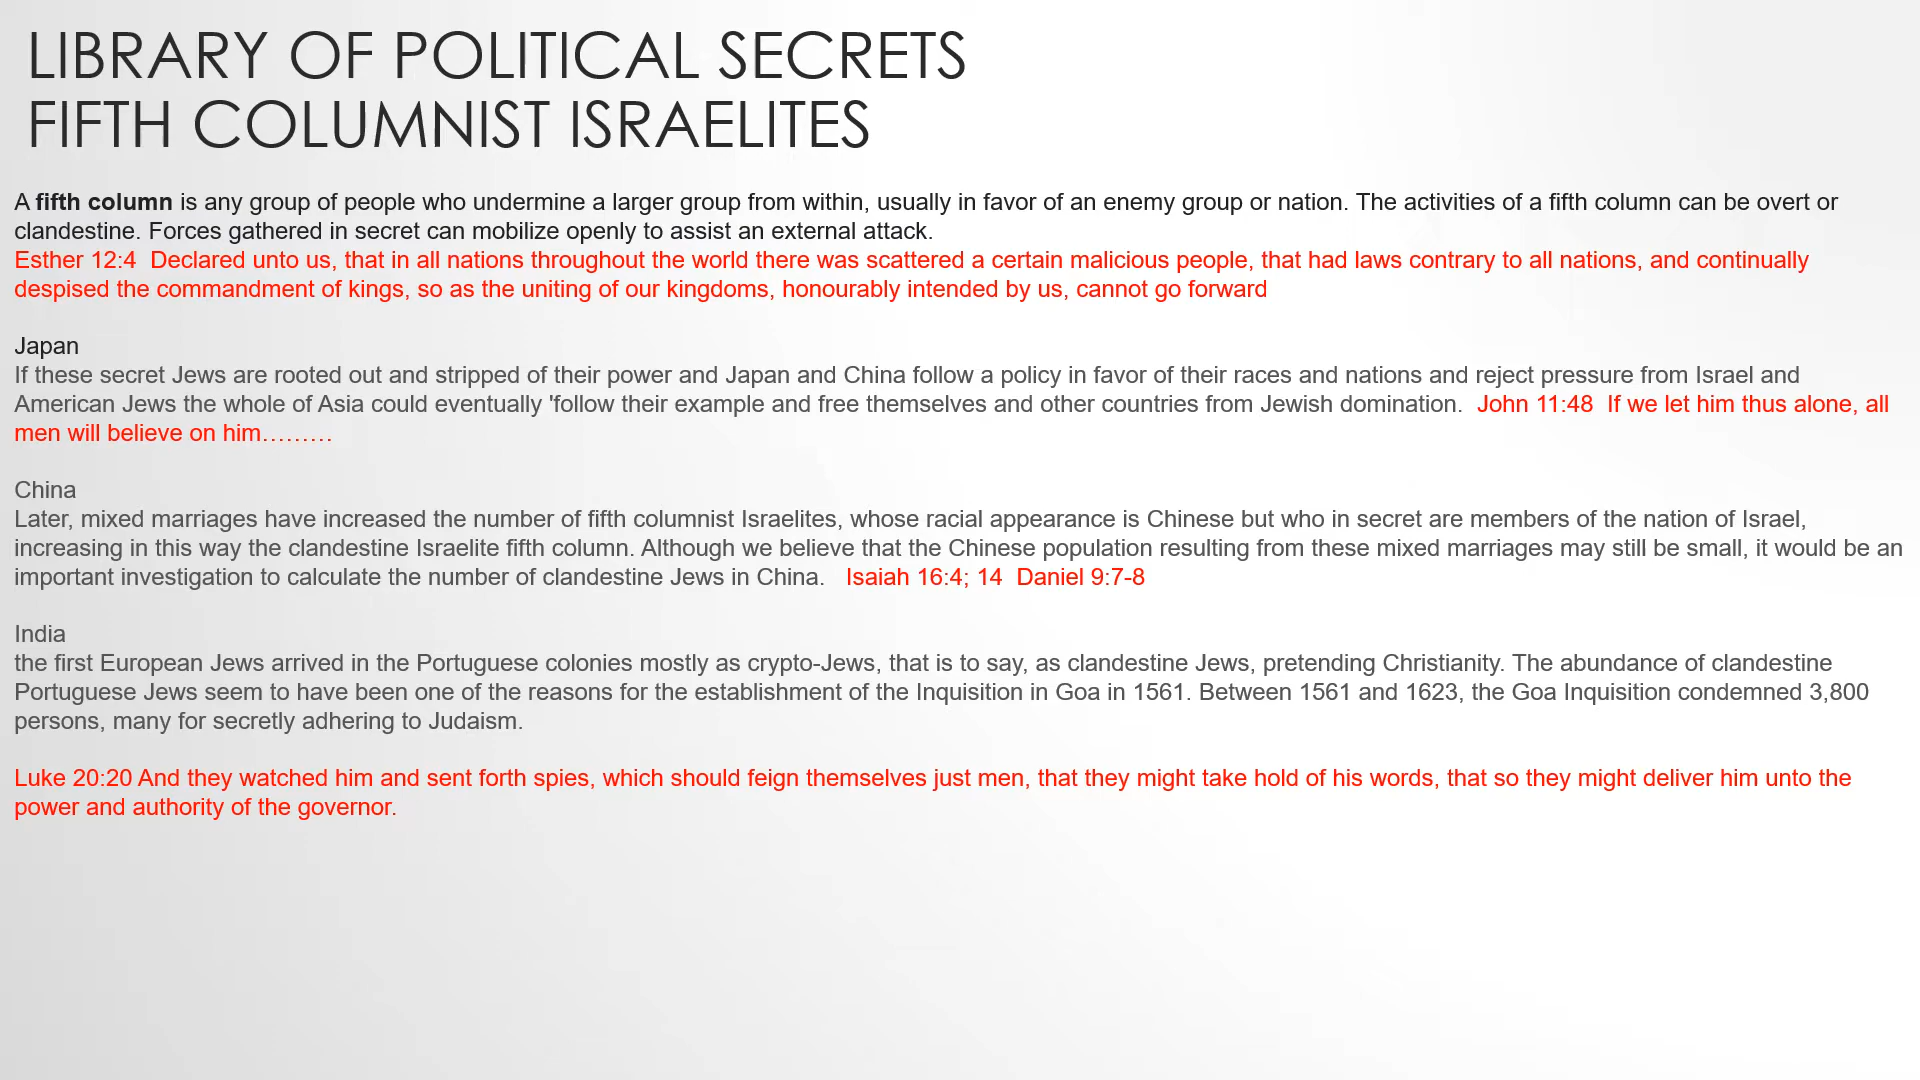 LIBRARY OF POLITICAL SECRETS
FIFTH COLUMNIST ISRAELITES
A fifth column is any group of people who undermine a larger group from within, usually in favor of an enemy group or nation. The activities of a fifth column can be overt or
clandestine. Forces gathered in secret can mobilize openly to assist an external attack.
Esther 12:4  Declared unto us, that in all nations throughout the world there was scattered a certain malicious people, that had laws contrary to all nations, and continually
despised the commandment of kings, so as the uniting of our kingdoms, honourably intended by us, cannot go forward
Japan
If these secret Jews are rooted out and stripped of their power and Japan and China follow a policy in favor of their races and nations and reject pressure from Israel and
American Jews the whole of Asia could eventually 'follow their example and free themselves and other countries from Jewish domination.  John 11:48  If we let him thus alone, all
men will believe on him………
China
Later, mixed marriages have increased the number of fifth columnist Israelites, whose racial appearance is Chinese but who in secret are members of the nation of Israel,
increasing in this way the clandestine Israelite fifth column. Although we believe that the Chinese population resulting from these mixed marriages may still be small, it would be an
important investigation to calculate the number of clandestine Jews in China.   Isaiah 16:4; 14  Daniel 9:7-8
India
the first European Jews arrived in the Portuguese colonies mostly as crypto-Jews, that is to say, as clandestine Jews, pretending Christianity. The abundance of clandestine
Portuguese Jews seem to have been one of the reasons for the establishment of the Inquisition in Goa in 1561. Between 1561 and 1623, the Goa Inquisition condemned 3,800
persons, many for secretly adhering to Judaism.
Luke 20:20 And they watched him and sent forth spies, which should feign themselves just men, that they might take hold of his words, that so they might deliver him unto the
power and authority of the governor.